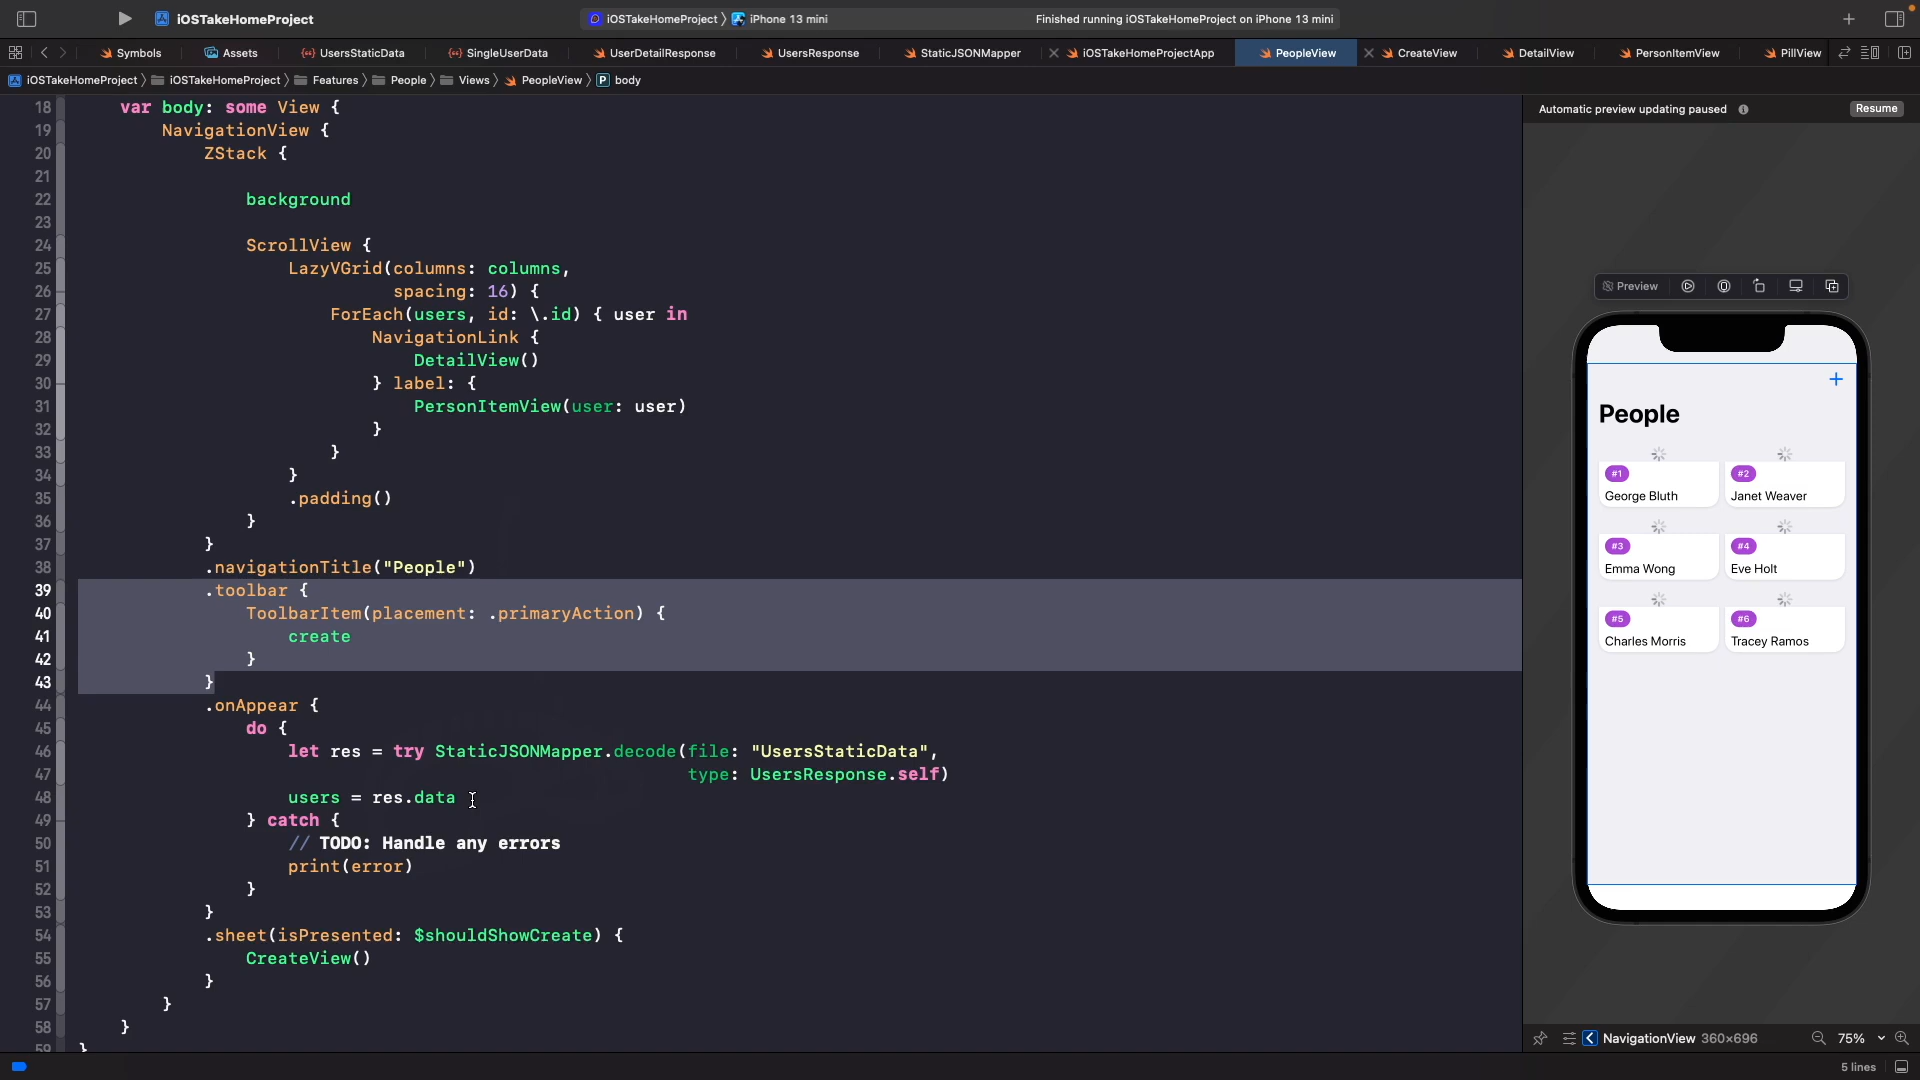 iOSTakeHomeProject
iOSTakeHomeProject 〉 iPhone 13 mini
Finished running iOSTakeHomeProject on iPhone 13 mini
Symbols
Assets
UsersStaticData
SingleUserData
UserDetailResponse
UsersResponse
StaticJSONMapper
iOSTakeHomeProjectApp
PeopleView
CreateView
DetailView
PersonItemView
PillView
iOSTakeHomeProject 〉 iOSTakeHomeProject 〉 Features 〉 People 〉 Views 〉 PeopleView 〉 P body
18 var body: some View {
19 NavigationView {
20 ZStack {
21
22 background
23
24 ScrollView {
25 LazyVGrid(columns: columns,
26 spacing: 16) {
27 ForEach(users, id: \.id) { user in
28 NavigationLink {
29 DetailView()
30 } label: {
31 PersonItemView(user: user)
32 }
33 }
34 }
35 .padding()
36 }
37 }
38 .navigationTitle("People")
39 .toolbar {
40 ToolbarItem(placement: .primaryAction) {
41 create
42 }
43 }
44 .onAppear {
45 do {
46 let res = try StaticJSONMapper.decode(file: "UsersStaticData",
47 type: UsersResponse.self)
48 users = res.data
49 } catch {
50 // TODO: Handle any errors
51 print(error)
52 }
53 }
54 .sheet(isPresented: $shouldShowCreate) {
55 CreateView()
56 }
57 }
58 }
59 }
Automatic preview updating paused
Resume
Preview
+
People
#1
George Bluth
#2
Janet Weaver
#3
Emma Wong
#4
Eve Holt
#5
Charles Morris
#6
Tracey Ramos
NavigationView 360×696
75%
5 lines